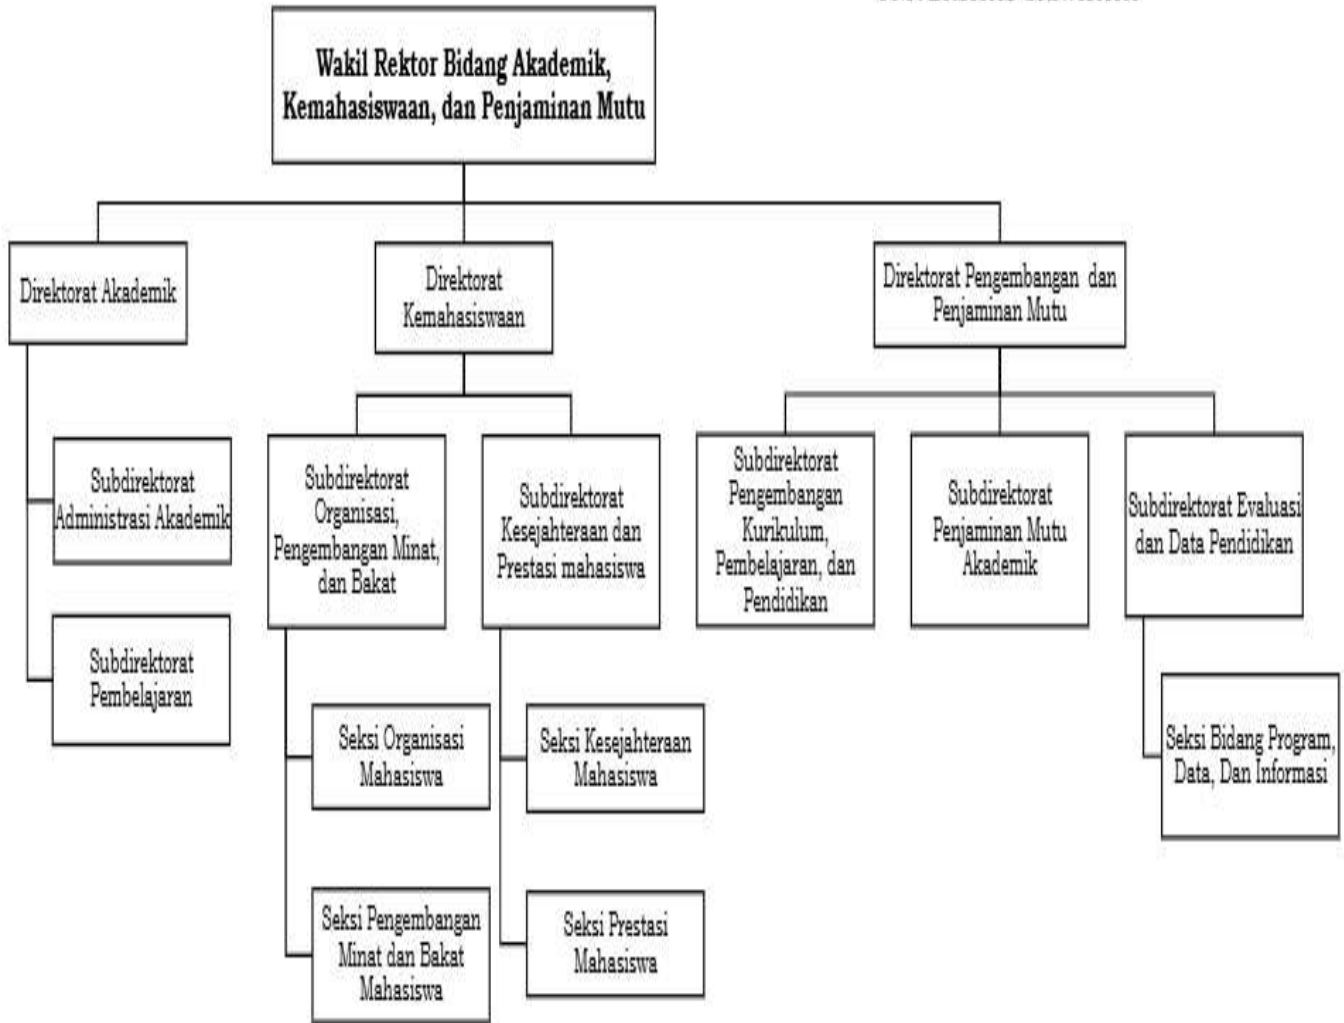 Wakil Rektor Bidang Akademik,
Kemahasiswaan, dan Penjaminan Mutu
Direktorat Akademik
Direktorat
Kemahasiswaan
Direktorat Pengembangan dan
Penjaminan Mutu
Subdirektorat
Administrasi Akademik
Subdirektorat
Organisasi,
Pengembangan Minat,
dan Bakat
Subdirektorat
Kesejahteraan dan
Prestasi mahasiswa
Subdirektorat
Pengembangan
Kurikulum,
Pembelajaran, dan
Pendidikan
Subdirektorat
Penjaminan Mutu
Akademik
Subdirektorat Evaluasi
dan Data Pendidikan
Subdirektorat
Pembelajaran
Seksi Organisasi
Mahasiswa
Seksi Kesejahteraan
Mahasiswa
Seksi Bidang Program,
Data, Dan Informasi
Seksi Pengembangan
Minat dan Bakat
Mahasiswa
Seksi Prestasi
Mahasiswa